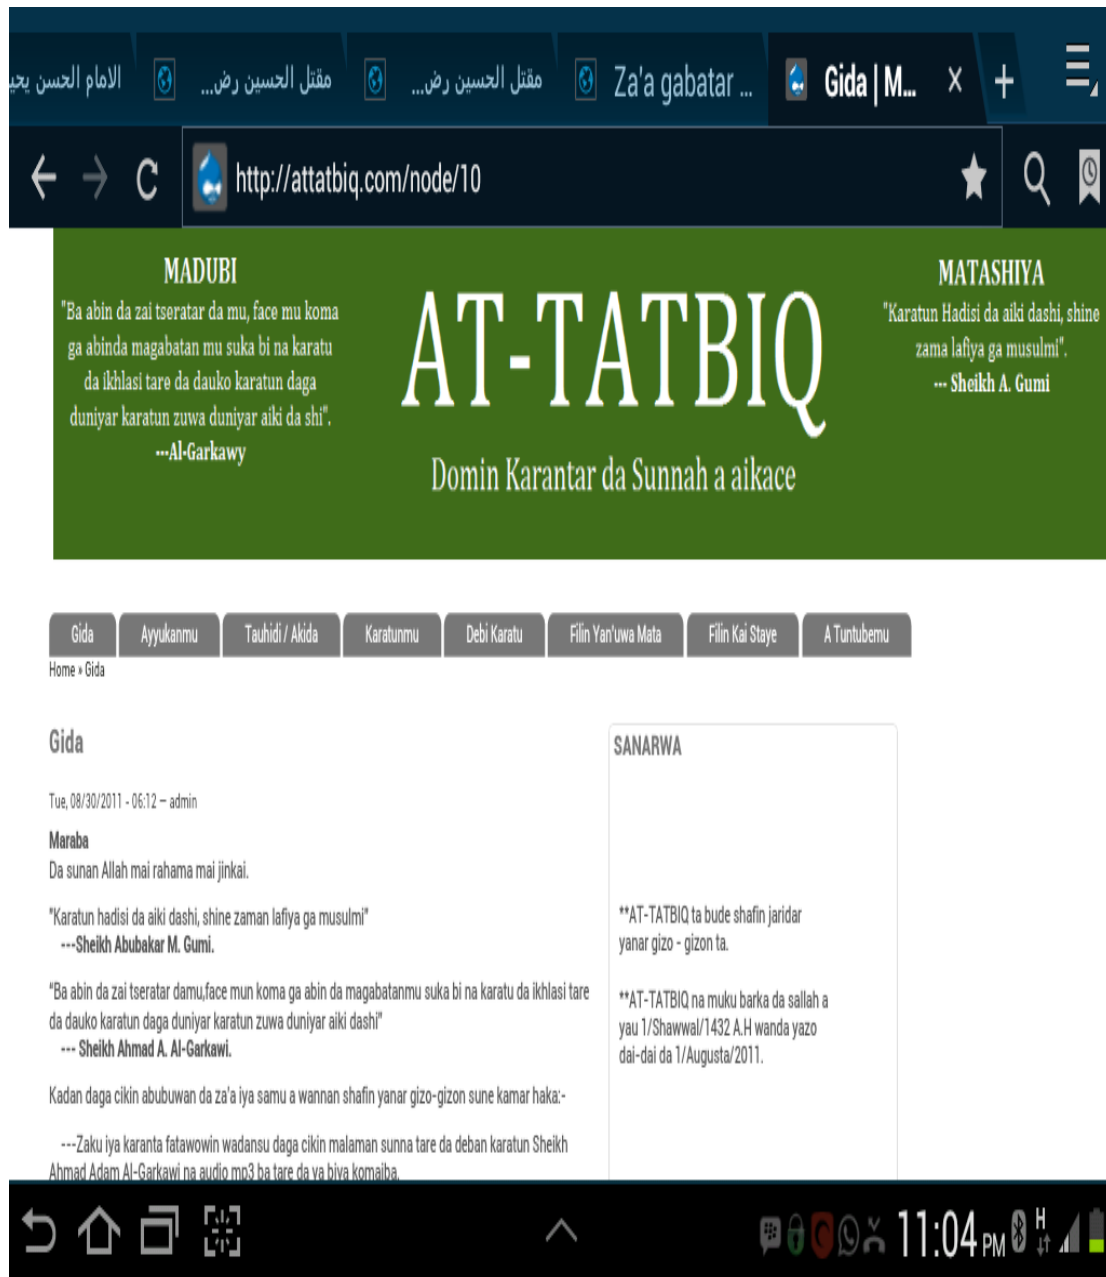 الامام الحسن يحي
مقتل الحسين رض...
مقتل الحسين رض...
Za'a gabatar ...
Gida | M...
http://attatbiq.com/node/10
MADUBI
"Ba abin da zai tseratar da mu, face mu koma
ga abinda magabatan mu suka bi na karatu
da ikhlasi tare da dauko karatun daga
duniyar karatun zuwa duniyar aiki da shi".
---Al-Garkawy
AT-TATBIQ
Domin Karantar da Sunnah a aikace
MATASHIYA
"Karatun Hadisi da aiki dashi, shine
zama lafiya ga musulmi".
--- Sheikh A. Gumi
Gida Ayyukanmu Tauhidi / Akida Karatunmu Debi Karatu Filin Yan'uwa Mata Filin Kai Staye A Tuntubemu
Home » Gida
Gida
Tue, 08/30/2011 - 06:12 — admin
Maraba
Da sunan Allah mai rahama mai jinkai.
"Karatun hadisi da aiki dashi, shine zaman lafiya ga musulmi"
---Sheikh Abubakar M. Gumi.
"Ba abin da zai tseratar damu,face mun koma ga abin da magabatanmu suka bi na karatu da ikhlasi tare
da dauko karatun daga duniyar karatun zuwa duniyar aiki dashi"
--- Sheikh Ahmad A. Al-Garkawi.
Kadan daga cikin abubuwan da za'a iya samu a wannan shafin yanar gizo-gizon sune kamar haka:-
---Zaku iya karanta fatawowin wadansu daga cikin malaman sunna tare da deban karatun Sheikh
Ahmad Adam Al-Garkawi na audio mp3 ba tare da ya biya komaiba.
SANARWA
**AT-TATBIQ ta bude shafin jaridar
yanar gizo - gizon ta.
**AT-TATBIQ na muku barka da sallah a
yau 1/Shawwal/1432 A.H wanda yazo
dai-dai da 1/Augusta/2011.
11:04 PM
H